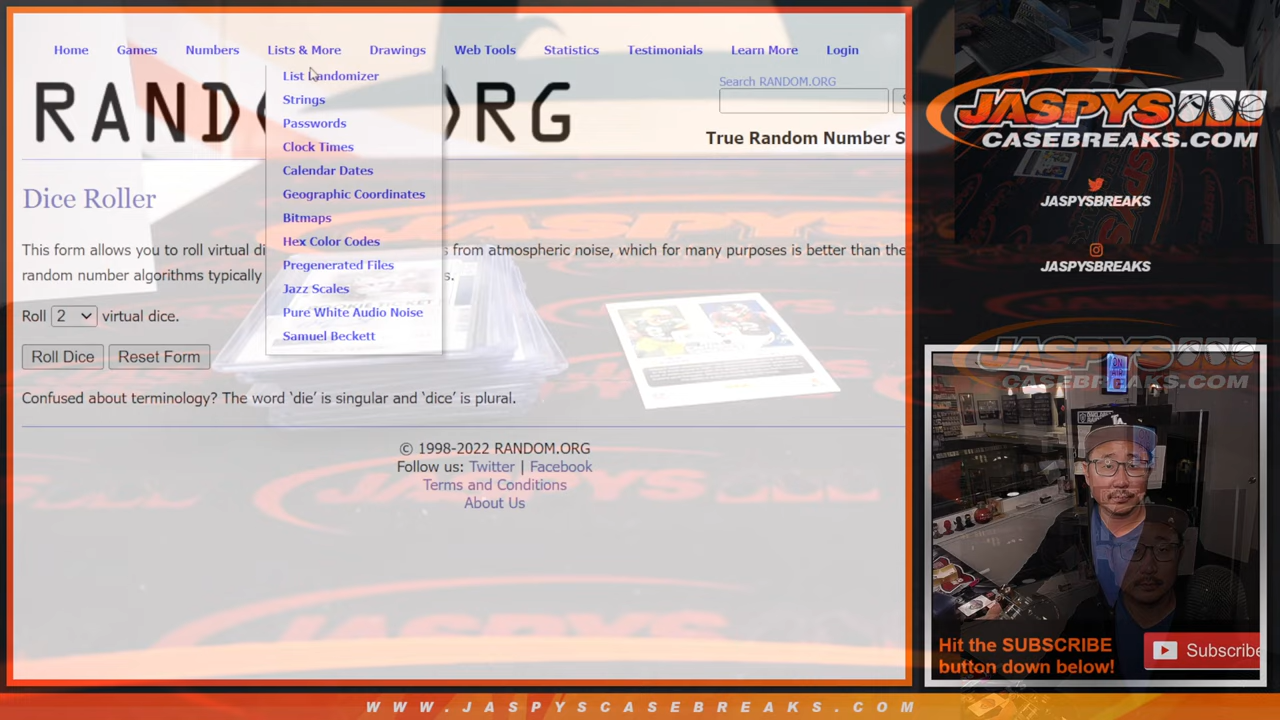 Home Games Numbers Lists & More Drawings Web Tools Statistics Testimonials Learn More Login
List Randomizer
Strings
Passwords
Clock Times
Calendar Dates
Geographic Coordinates
Bitmaps
Hex Color Codes
Pregenerated Files
Jazz Scales
Pure White Audio Noise
Samuel Beckett
Search RANDOM.ORG
True Random Number S
Dice Roller
This form allows you to roll virtual di
s from atmospheric noise, which for many purposes is better than the
random number algorithms typically
s.
Roll 2 virtual dice.
Roll Dice Reset Form
Confused about terminology? The word ‘die’ is singular and ‘dice’ is plural.
© 1998-2022 RANDOM.ORG
Follow us: Twitter | Facebook
Terms and Conditions
About Us
JASPYS
CASEBREAKS.COM
JASPYSBREAKS
JASPYSBREAKS
Hit the SUBSCRIBE
button down below!
Subscribe
WWW.JASPYSCASEBREAKS.COM